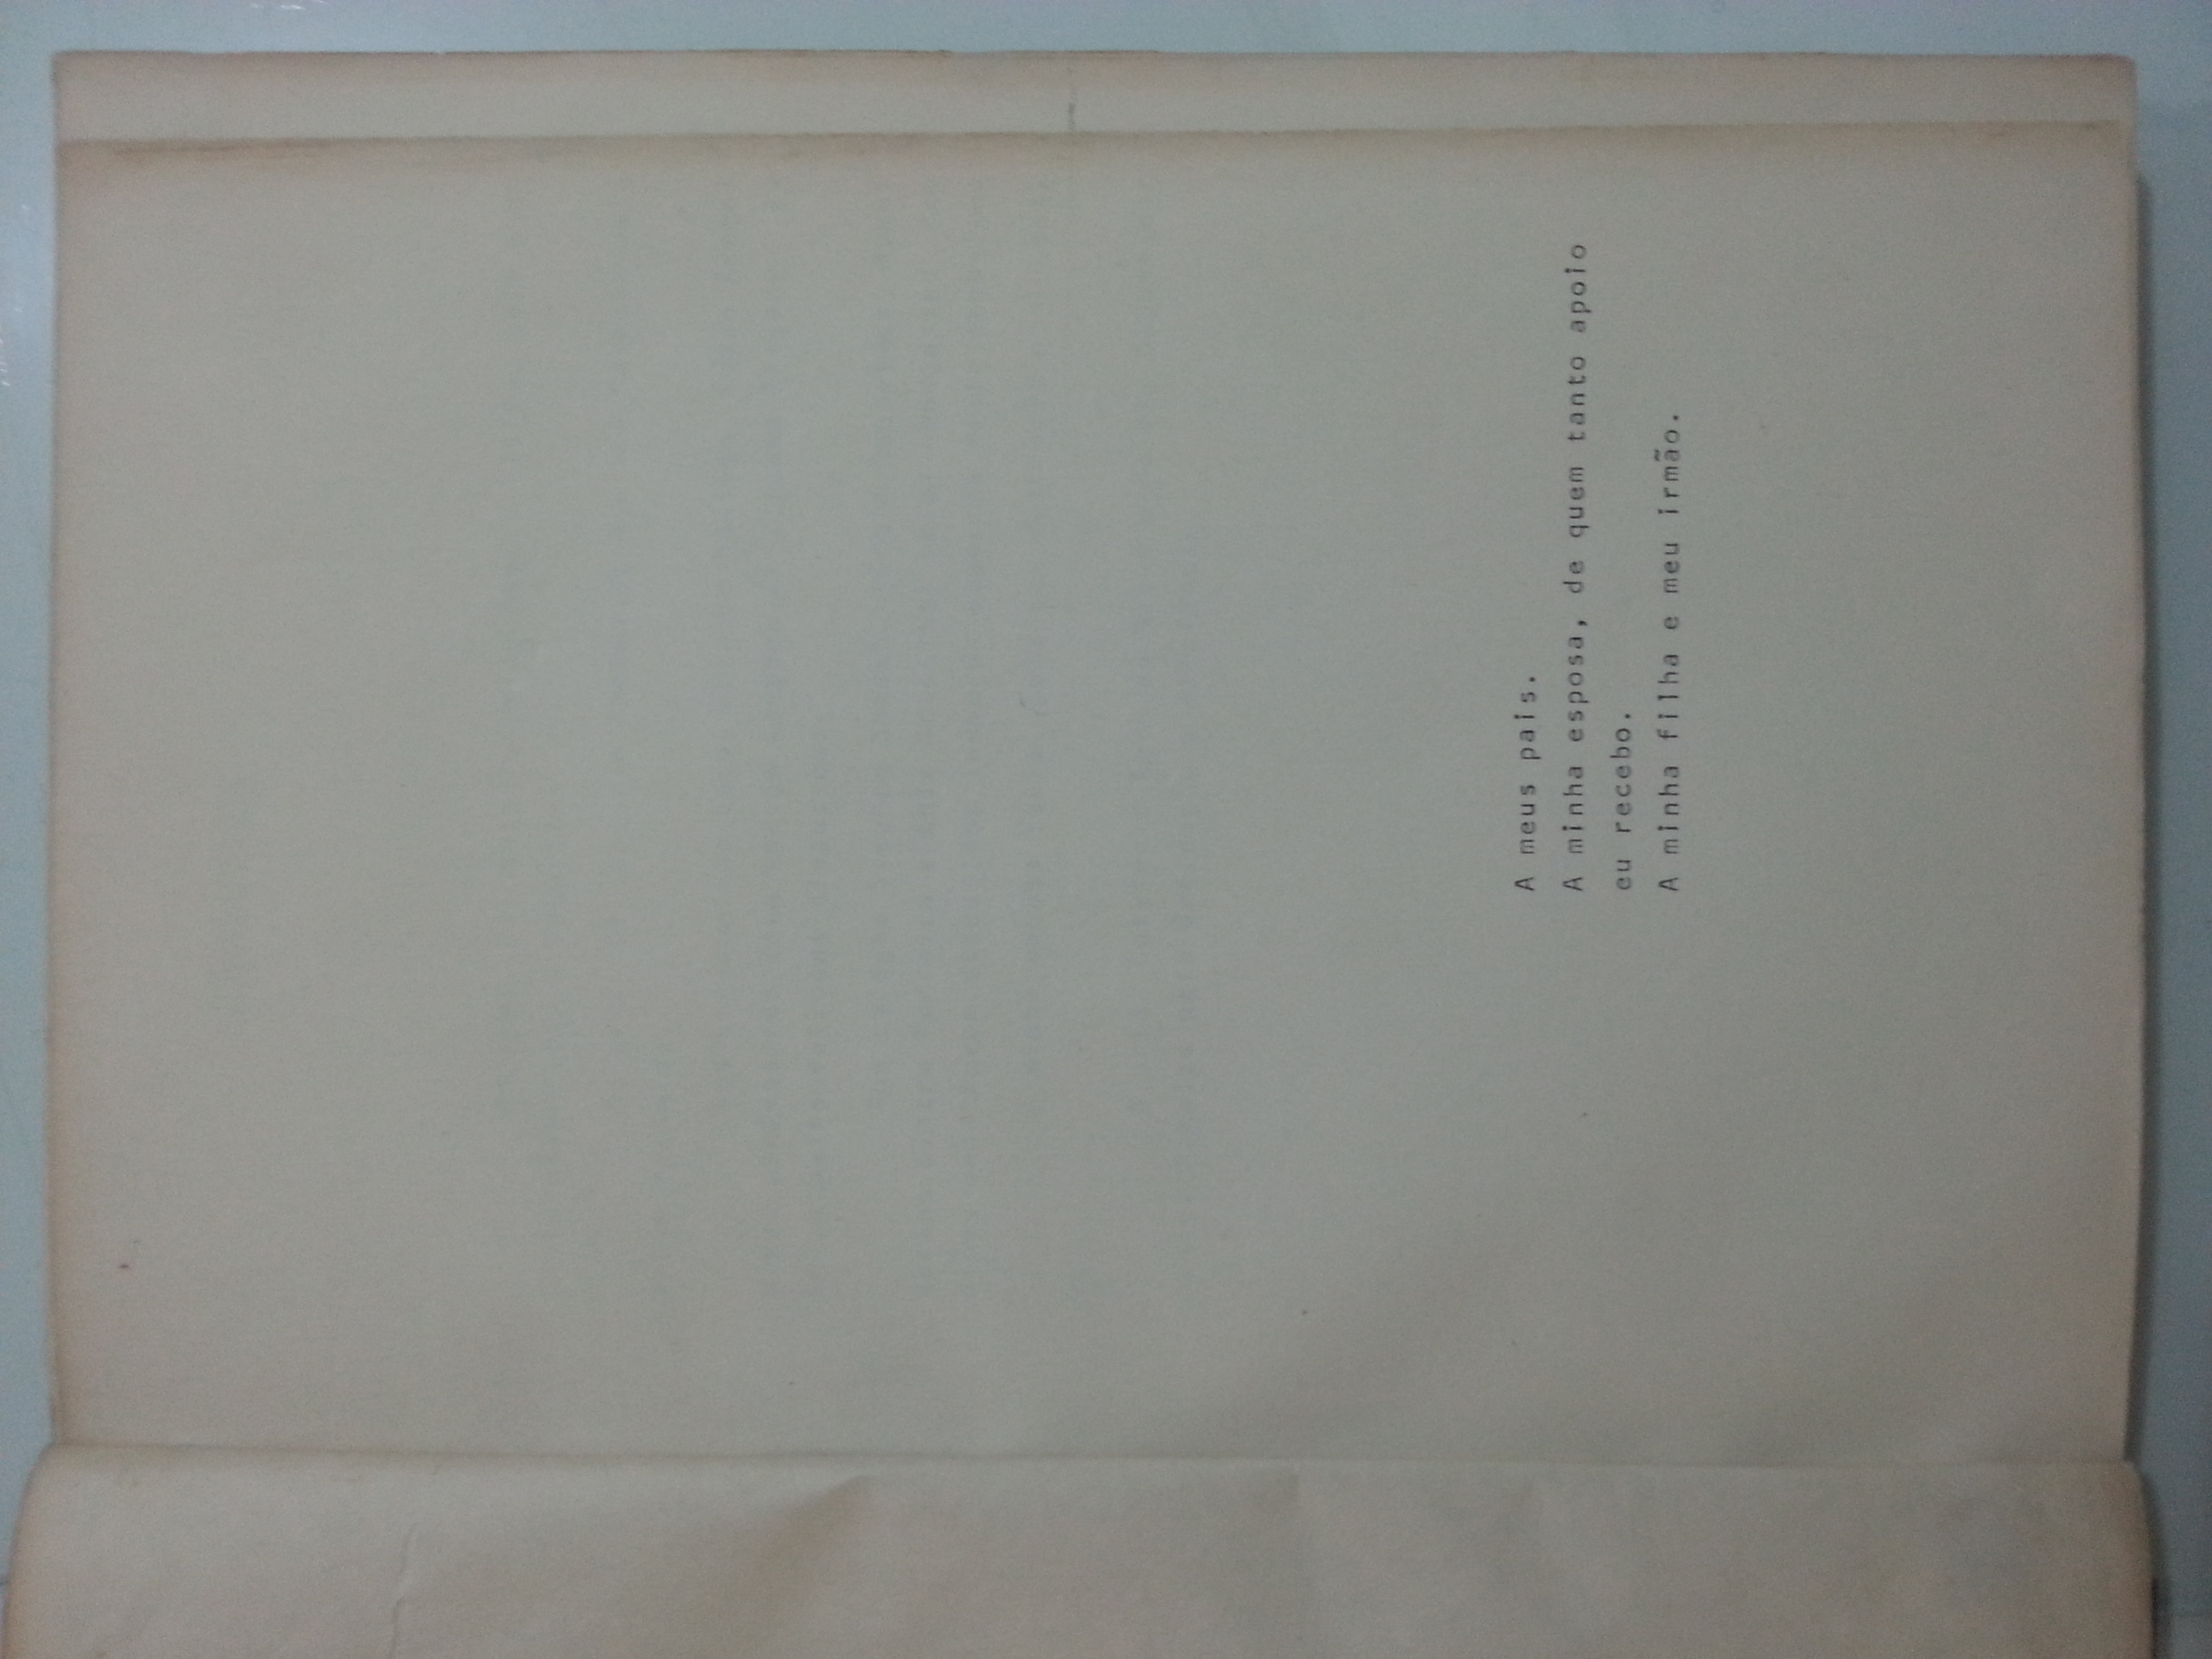 A meus pais.
A minha esposa, de quem tanto apoio
eu recebo.
A minha filha e meu irmão.